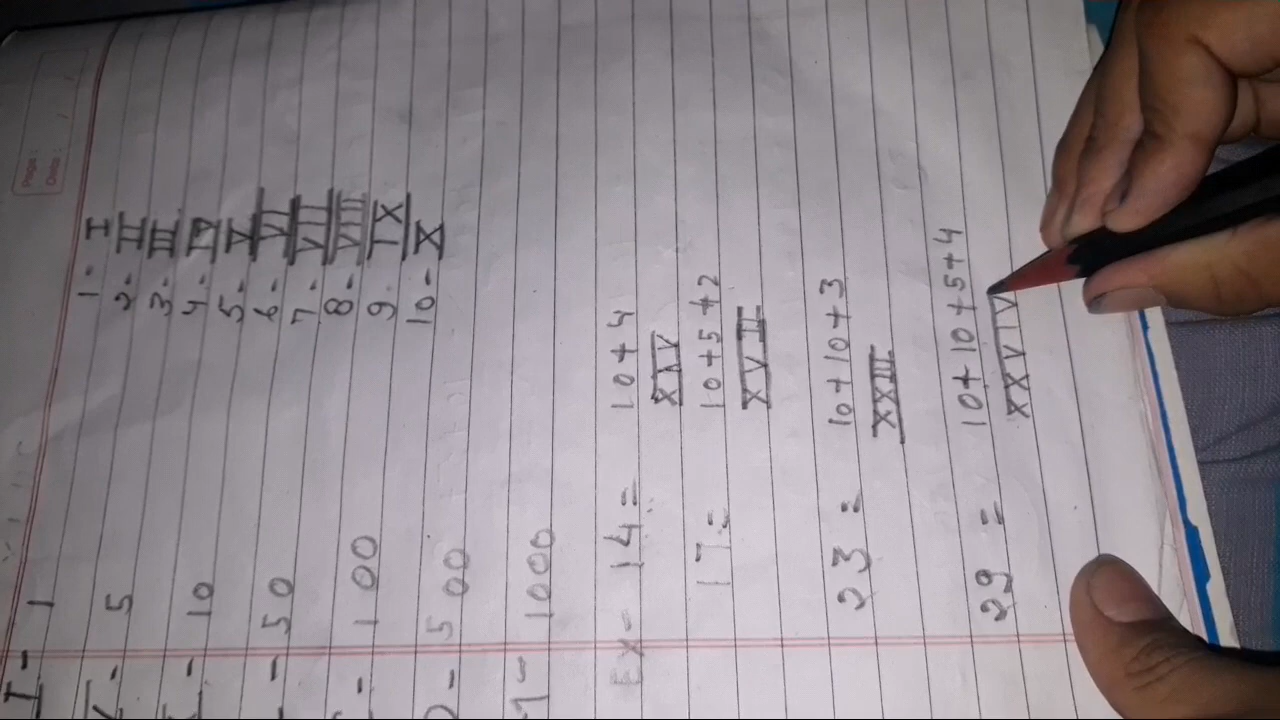 Page:
Date:
I - 1
V - 5
- 10
- 50
- 100
D - 500
M - 1000
1 - I
2 - II
3 - III
4 - IV
5 - V
6 - VI
7 - VII
8 - VIII
9 - IX
10 - X
Ex - 14 = 10+4
XIV
17 = 10+5+2
XVII
23 = 10+10+3
XXIII
29 = 10+10+5+4
XXVIV